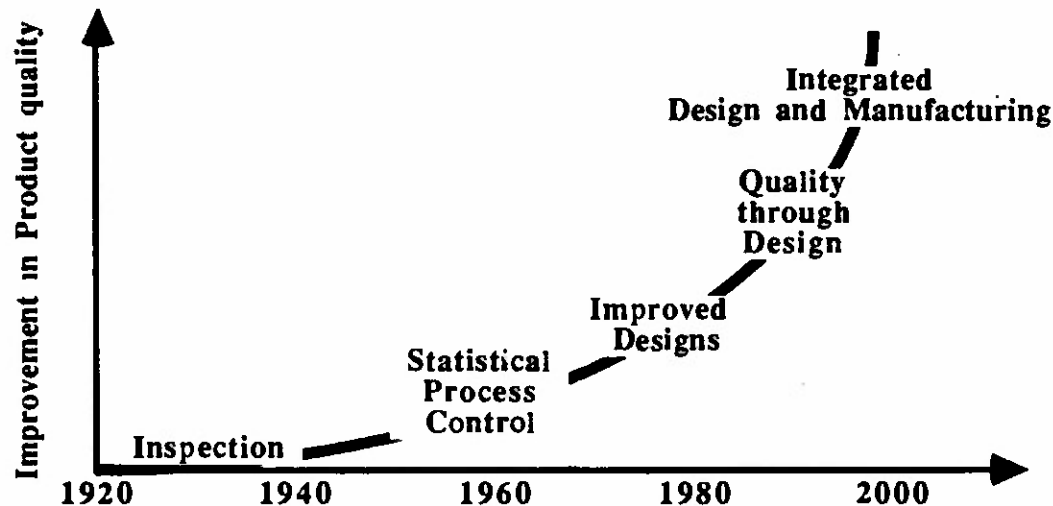 Improvement in Product quality
Integrated
Design and Manufacturing
Quality
through
Design
Improved
Designs
Statistical
Process
Control
Inspection
1920 1940 1960 1980 2000